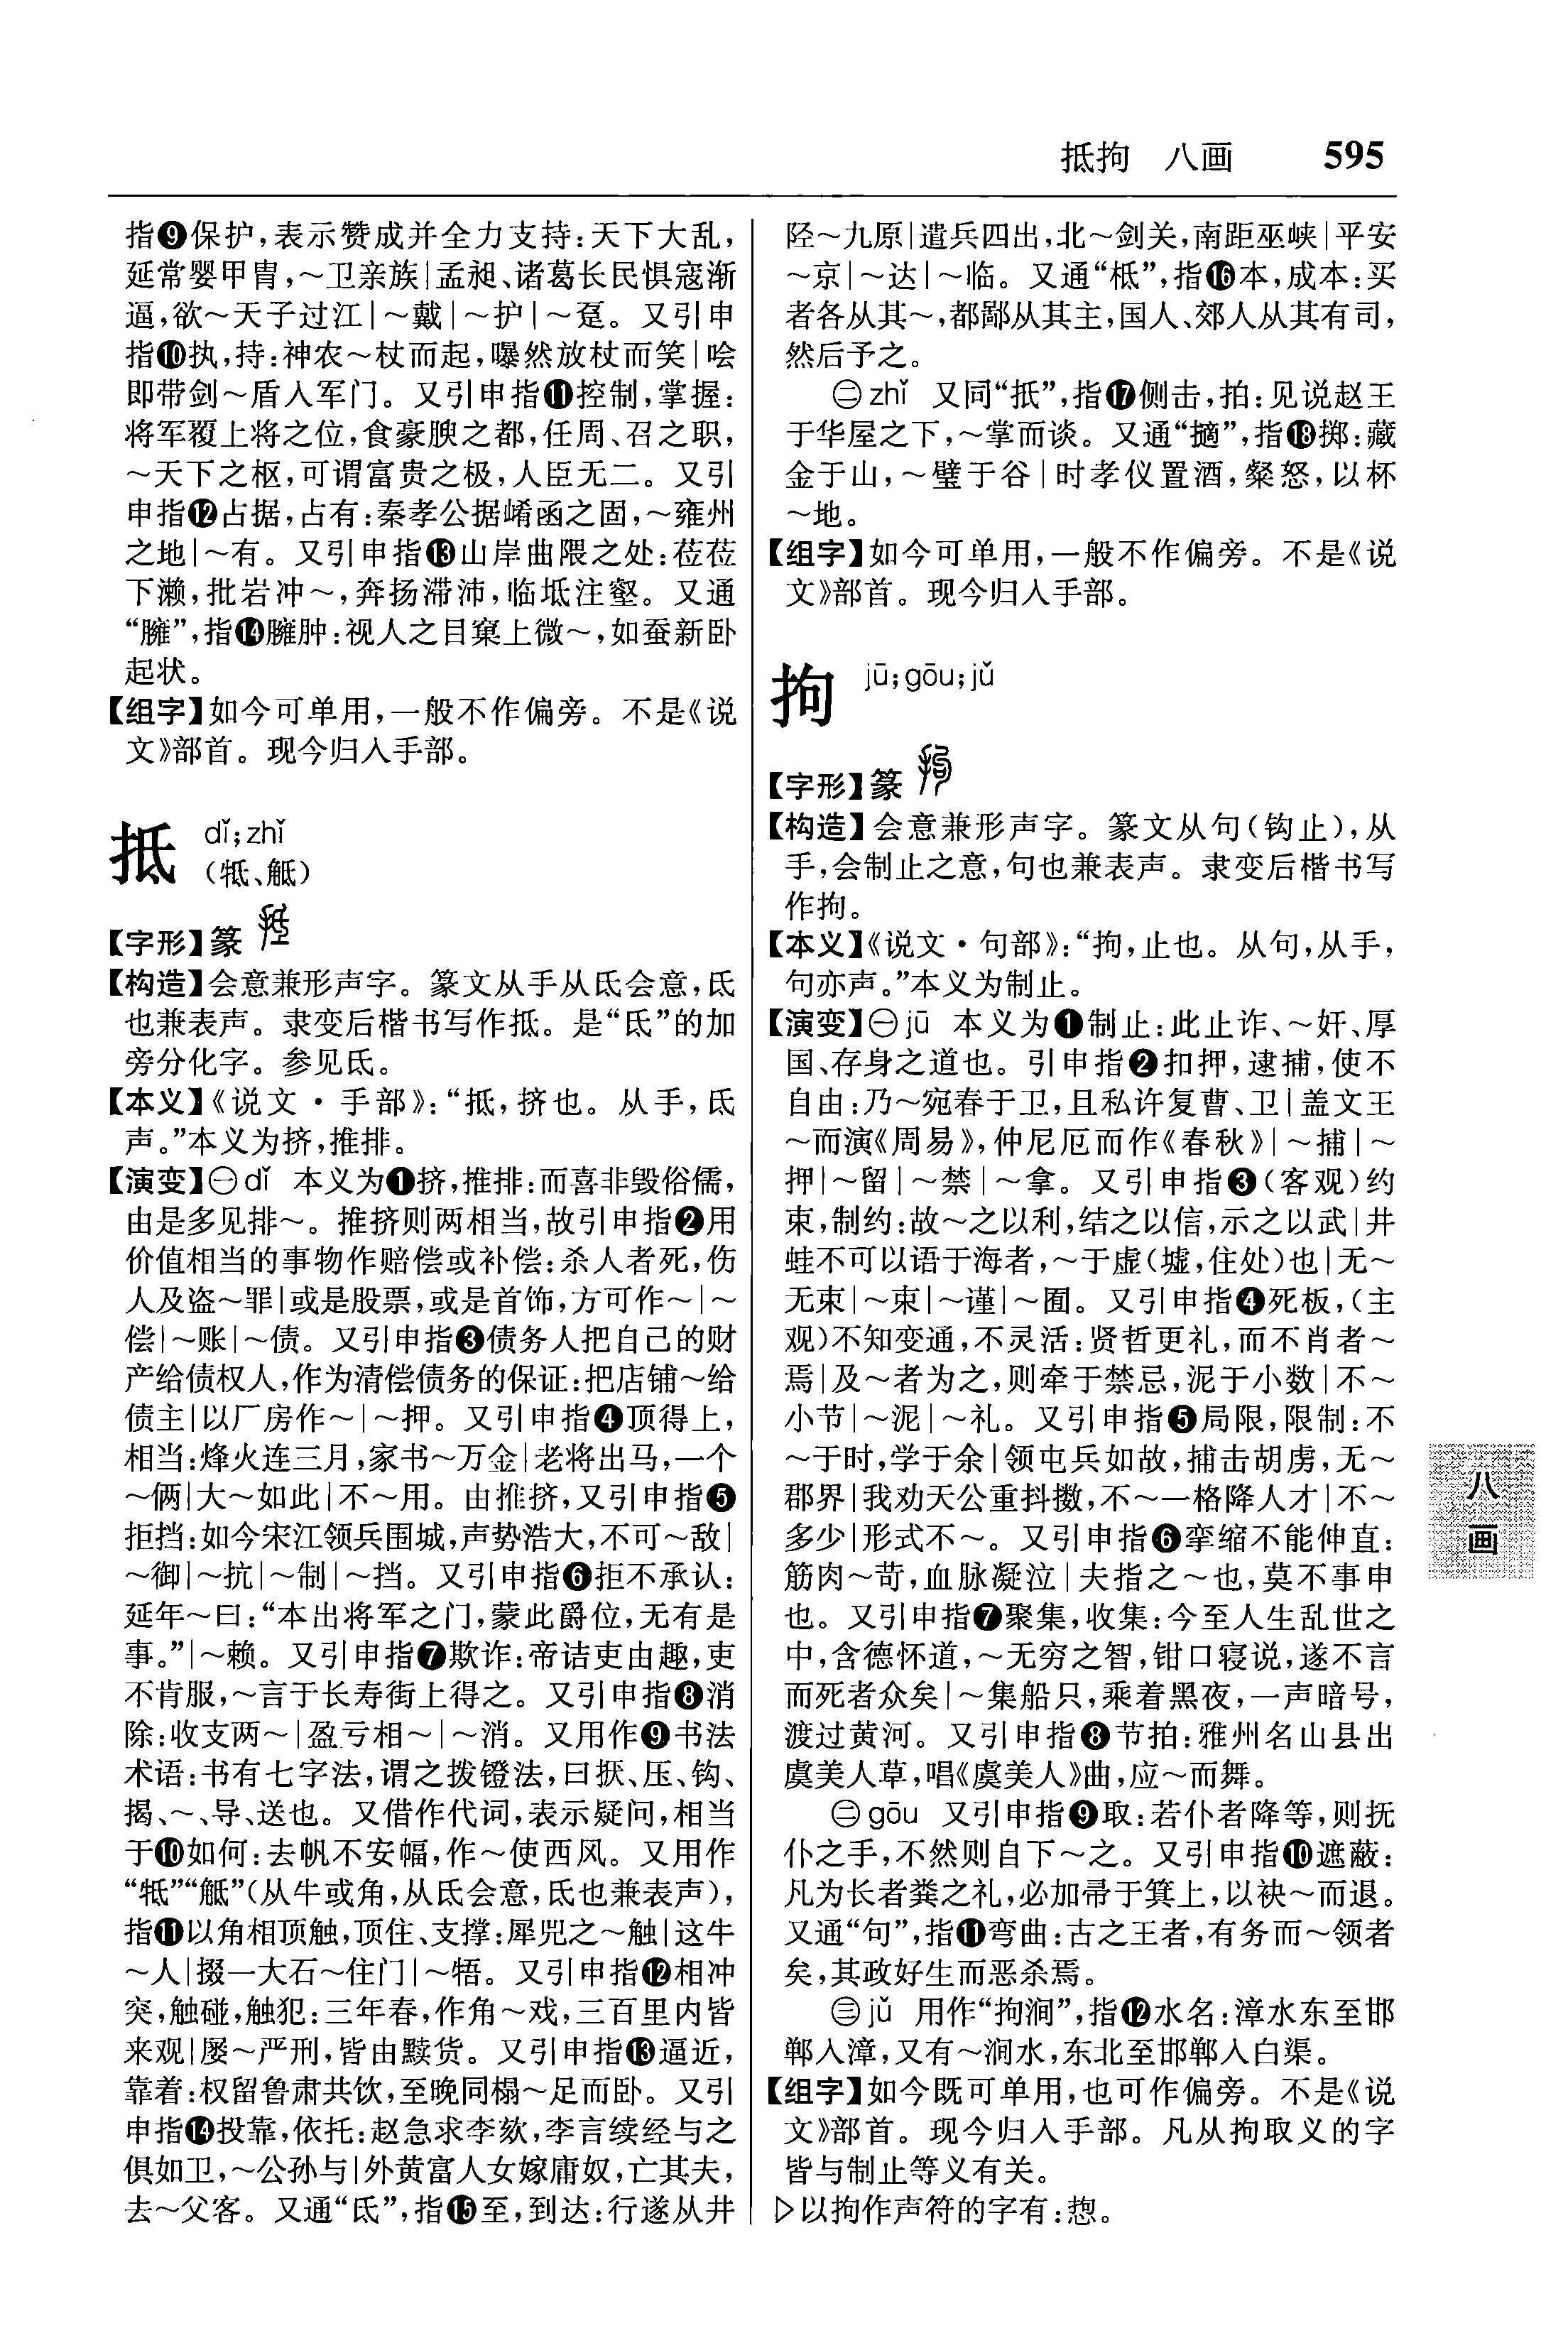 抵拘 八画 595
指❾保护,表示赞成并全力支持:天下大乱,
延常婴甲胄,～卫亲族|孟昶、诸葛长民惧寇渐
逼,欲～天子过江|～戴|～护|～趸。又引申
指❿执,持:神农～杖而起,嚗然放杖而笑|哙
即带剑～盾入军门。又引申指⓫控制,掌握:
将军覆上将之位,食豪腴之都,任周、召之职,
～天下之枢,可谓富贵之极,人臣无二。又引
申指⓬占据,占有:秦孝公据崤函之固,～雍州
之地|～有。又引申指⓭山岸曲隈之处:莅莅
下濑,批岩冲～,奔扬滞沛,临坻注壑。又通
“臃”,指⓮臃肿:视人之目窠上微～,如蚕新卧
起状。
【组字】如今可单用,一般不作偏旁。不是《说
文》部首。现今归入手部。
抵 dǐ;zhǐ
(牴、觝)
【字形】篆
【构造】会意兼形声字。篆文从手从氐会意,氐
也兼表声。隶变后楷书写作抵。是“氐”的加
旁分化字。参见氐。
【本义】《说文·手部》:“抵,挤也。从手,氐
声。”本义为挤,推排。
【演变】㊀dǐ 本义为❶挤,推排:而喜非毁俗儒,
由是多见排～。推挤则两相当,故引申指❷用
价值相当的事物作赔偿或补偿:杀人者死,伤
人及盗～罪|或是股票,或是首饰,方可作～|～
偿|～账|～债。又引申指❸债务人把自己的财
产给债权人,作为清偿债务的保证:把店铺～给
债主|以厂房作～|～押。又引申指❹顶得上,
相当:烽火连三月,家书～万金|老将出马,一个
～俩|大～如此|不～用。由推挤,又引申指❺
拒挡:如今宋江领兵围城,声势浩大,不可～敌|
～御|～抗|～制|～挡。又引申指❻拒不承认:
延年～曰:“本出将军之门,蒙此爵位,无有是
事。”|～赖。又引申指❼欺诈:帝诘吏由趣,吏
不肯服,～言于长寿街上得之。又引申指❽消
除:收支两～|盈亏相～|～消。又用作❾书法
术语:书有七字法,谓之拨镫法,曰擫、压、钩、
揭、～、导、送也。又借作代词,表示疑问,相当
于❿如何:去帆不安幅,作～使西风。又用作
“牴”“觝”(从牛或角,从氐会意,氐也兼表声),
指⓫以角相顶触,顶住、支撑:犀兕之～触|这牛
～人|掇一大石～住门|～牾。又引申指⓬相冲
突,触碰,触犯:三年春,作角～戏,三百里内皆
来观|屡～严刑,皆由黩货。又引申指⓭逼近,
靠着:权留鲁肃共饮,至晚同榻～足而卧。又引
申指⓮投靠,依托:赵急求李欬,李言续经与之
俱如卫,～公孙与|外黄富人女嫁庸奴,亡其夫,
去～父客。又通“氐”,指⓯至,到达:行遂从井
陉～九原|遣兵四出,北～剑关,南距巫峡|平安
～京|～达|～临。又通“柢”,指⓰本,成本:买
者各从其～,都鄙从其主,国人、郊人从其有司,
然后予之。
㊁zhǐ 又同“抵”,指⓱侧击,拍:见说赵王
于华屋之下,～掌而谈。又通“擿”,指⓲掷:藏
金于山,～璧于谷|时孝仪置酒,粲怒,以杯
～地。
【组字】如今可单用,一般不作偏旁。不是《说
文》部首。现今归入手部。
拘 jū;gōu;jǔ
【字形】篆
【构造】会意兼形声字。篆文从句(钩止),从
手,会制止之意,句也兼表声。隶变后楷书写
作拘。
【本义】《说文·句部》:“拘,止也。从句,从手,
句亦声。”本义为制止。
【演变】㊀jū 本义为❶制止:此止诈、～奸、厚
国、存身之道也。引申指❷扣押,逮捕,使不
自由:乃～宛春于卫,且私许复曹、卫|盖文王
～而演《周易》,仲尼厄而作《春秋》|～捕|～
押|～留|～禁|～拿。又引申指❸(客观)约
束,制约:故～之以利,结之以信,示之以武|井
蛙不可以语于海者,～于虚(墟,住处)也|无～
无束|～束|～谨|～囿。又引申指❹死板,(主
观)不知变通,不灵活:贤哲更礼,而不肖者～
焉|及～者为之,则牵于禁忌,泥于小数|不～
小节|～泥|～礼。又引申指❺局限,限制:不
～于时,学于余|领屯兵如故,捕击胡虏,无～
郡界|我劝天公重抖擞,不～一格降人才|不～
多少|形式不～。又引申指❻挛缩不能伸直:
筋肉～苛,血脉凝泣|夫指之～也,莫不事申
也。又引申指❼聚集,收集:今至人生乱世之
中,含德怀道,～无穷之智,钳口寝说,遂不言
而死者众矣|～集船只,乘着黑夜,一声暗号,
渡过黄河。又引申指❽节拍:雅州名山县出
虞美人草,唱《虞美人》曲,应～而舞。
㊁gōu 又引申指❾取:若仆者降等,则抚
仆之手,不然则自下～之。又引申指❿遮蔽:
凡为长者粪之礼,必加帚于箕上,以袂～而退。
又通“句”,指⓫弯曲:古之王者,有务而～领者
矣,其政好生而恶杀焉。
㊂jǔ 用作“拘涧”,指⓬水名:漳水东至邯
郸入漳,又有～涧水,东北至邯郸入白渠。
【组字】如今既可单用,也可作偏旁。不是《说
文》部首。现今归入手部。凡从拘取义的字
皆与制止等义有关。
▷以拘作声符的字有:㧁。
八
画